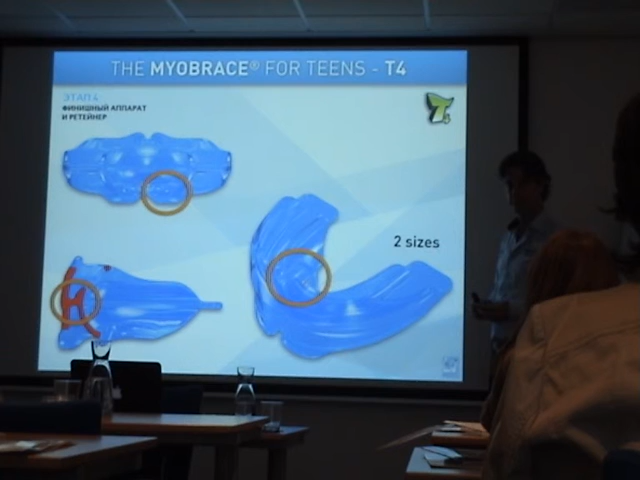 THE MYOBRACE® FOR TEENS - T4
ЭТАП 4
ФИНИШНЫЙ АППАРАТ
И РЕТЕЙНЕР
2 sizes